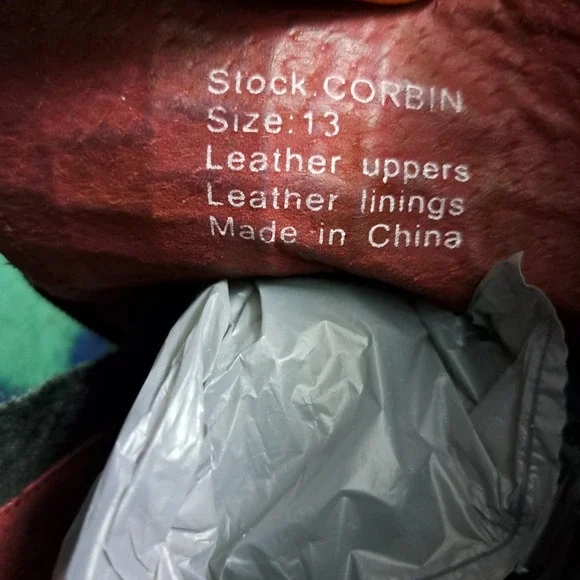 Stock.CORBIN
Size:13
Leather uppers
Leather linings
Made in China